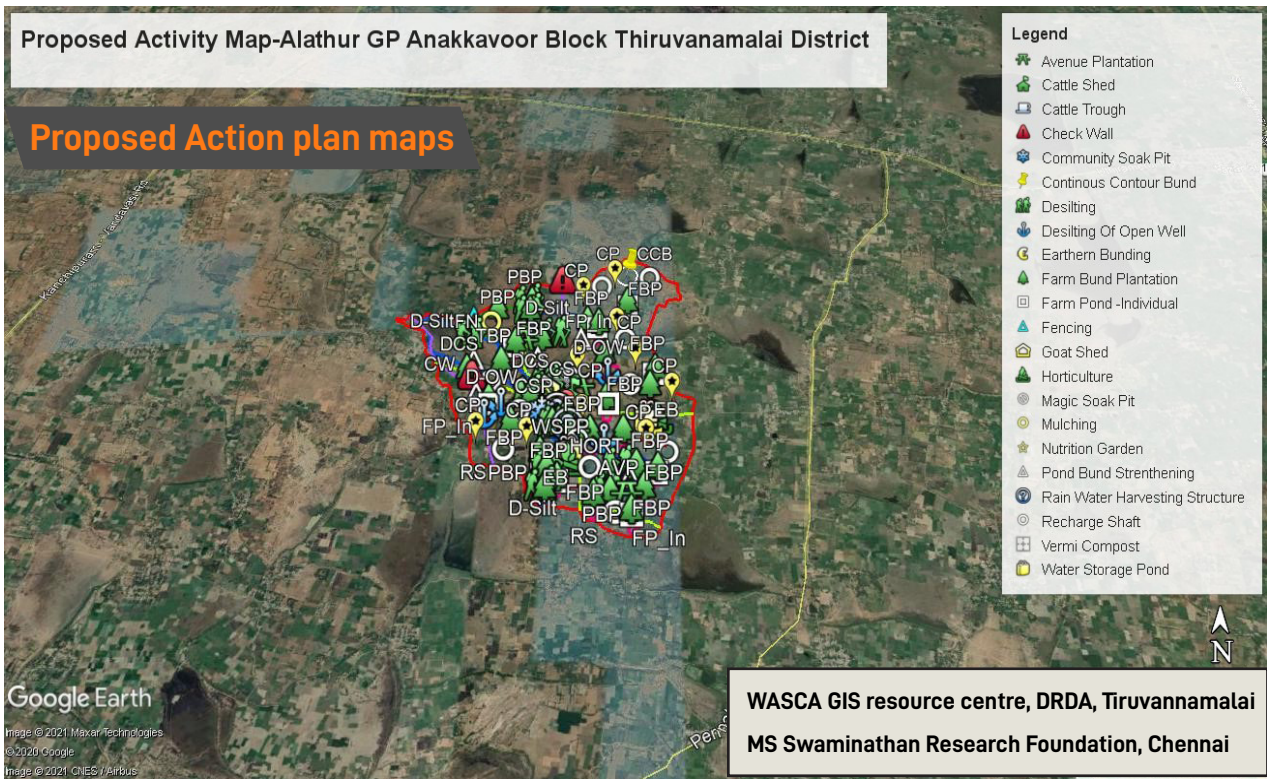 Proposed Activity Map-Alathur GP Anakkavoor Block Thiruvanamalai District
Proposed Action plan maps
Legend
Avenue Plantation
Cattle Shed
Cattle Trough
Check Wall
Community Soak Pit
Continous Contour Bund
Desilting
Desilting Of Open Well
Earthern Bunding
Farm Bund Plantation
Farm Pond -Individual
Fencing
Goat Shed
Horticulture
Magic Soak Pit
Mulching
Nutrition Garden
Pond Bund Strenthening
Rain Water Harvesting Structure
Recharge Shaft
Vermi Compost
Water Storage Pond
CP CCB
PBP CP FBP
PBP D-Silt FBP
D-Silt FN TBP FBP FP_In CP
DCS D-OW FBP
CW DCS CS CP CP
D-OW CSP FBP
CP CP FBP CP EB
FP_In FBP WSP FBP
FBP HORT
RS PBP EB AVP FBP
FBP
D-Silt PBP FBP
RS FP_In
N
Google Earth
Image © 2021 Maxar Technologies
©2020 Google
Image © 2021 CNES / Airbus
WASCA GIS resource centre, DRDA, Tiruvannamalai
MS Swaminathan Research Foundation, Chennai